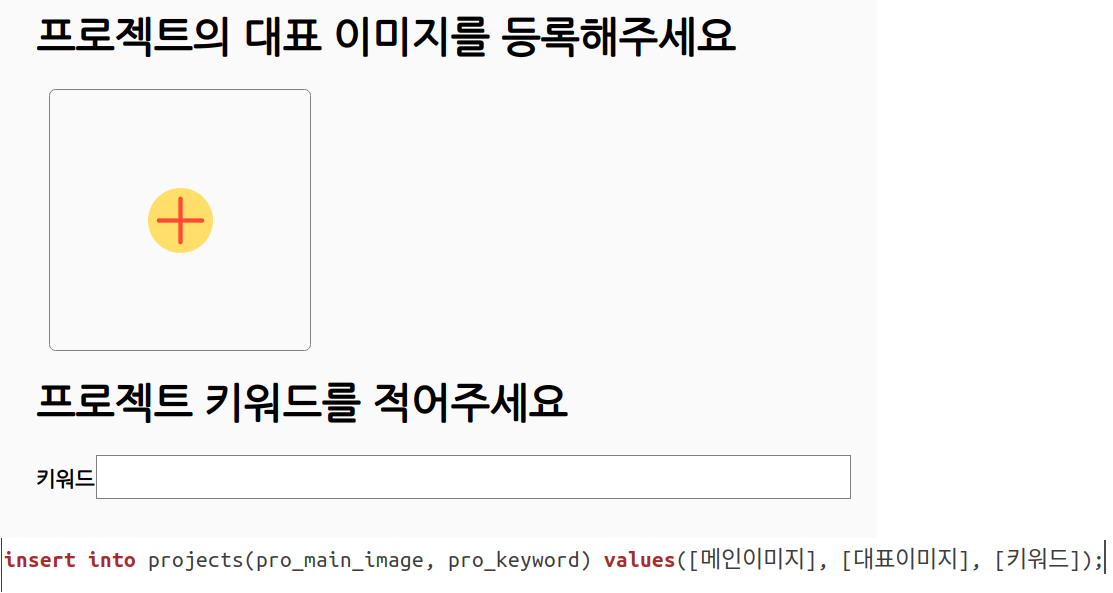 프로젝트의 대표 이미지를 등록해주세요
프로젝트 키워드를 적어주세요
키워드
insert into projects(pro_main_image, pro_keyword) values([메인이미지], [대표이미지], [키워드]);